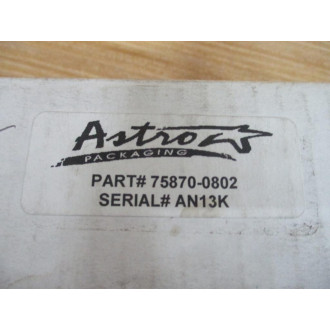 Astro
PACKAGING
PART# 75870-0802
SERIAL# AN13K